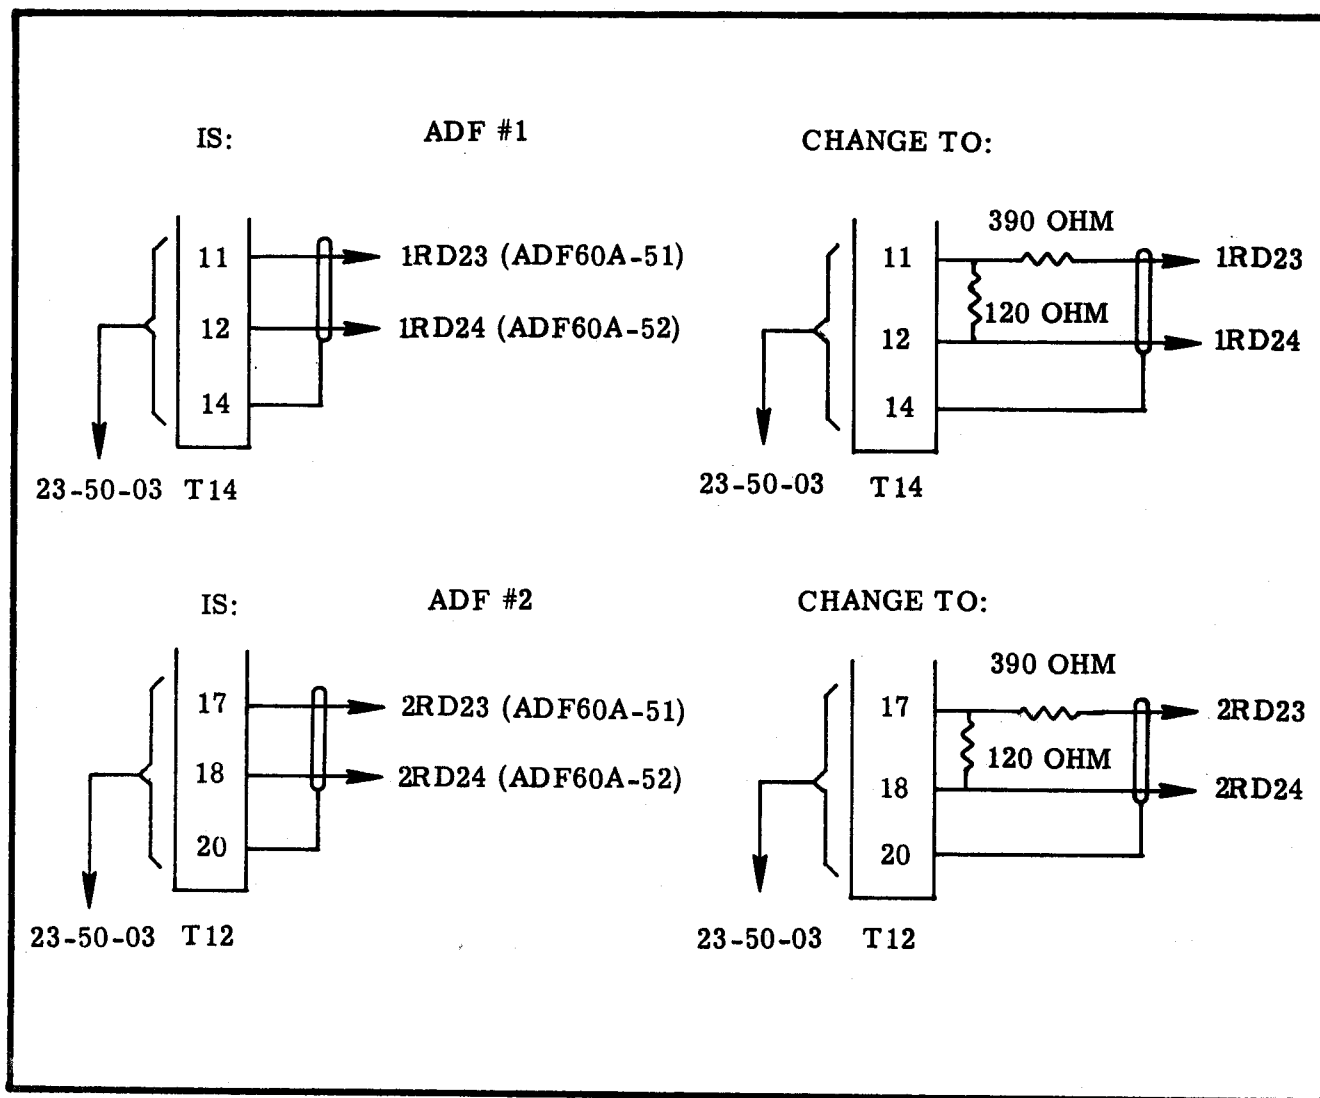 IS:
ADF #1
CHANGE TO:
11
1RD23 (ADF60A-51)
12
1RD24 (ADF60A-52)
14
23-50-03 T14
390 OHM
11
1RD23
120 OHM
12
1RD24
14
23-50-03 T14
IS:
ADF #2
CHANGE TO:
17
2RD23 (ADF60A-51)
18
2RD24 (ADF60A-52)
20
23-50-03 T12
390 OHM
17
2RD23
120 OHM
18
2RD24
20
23-50-03 T12